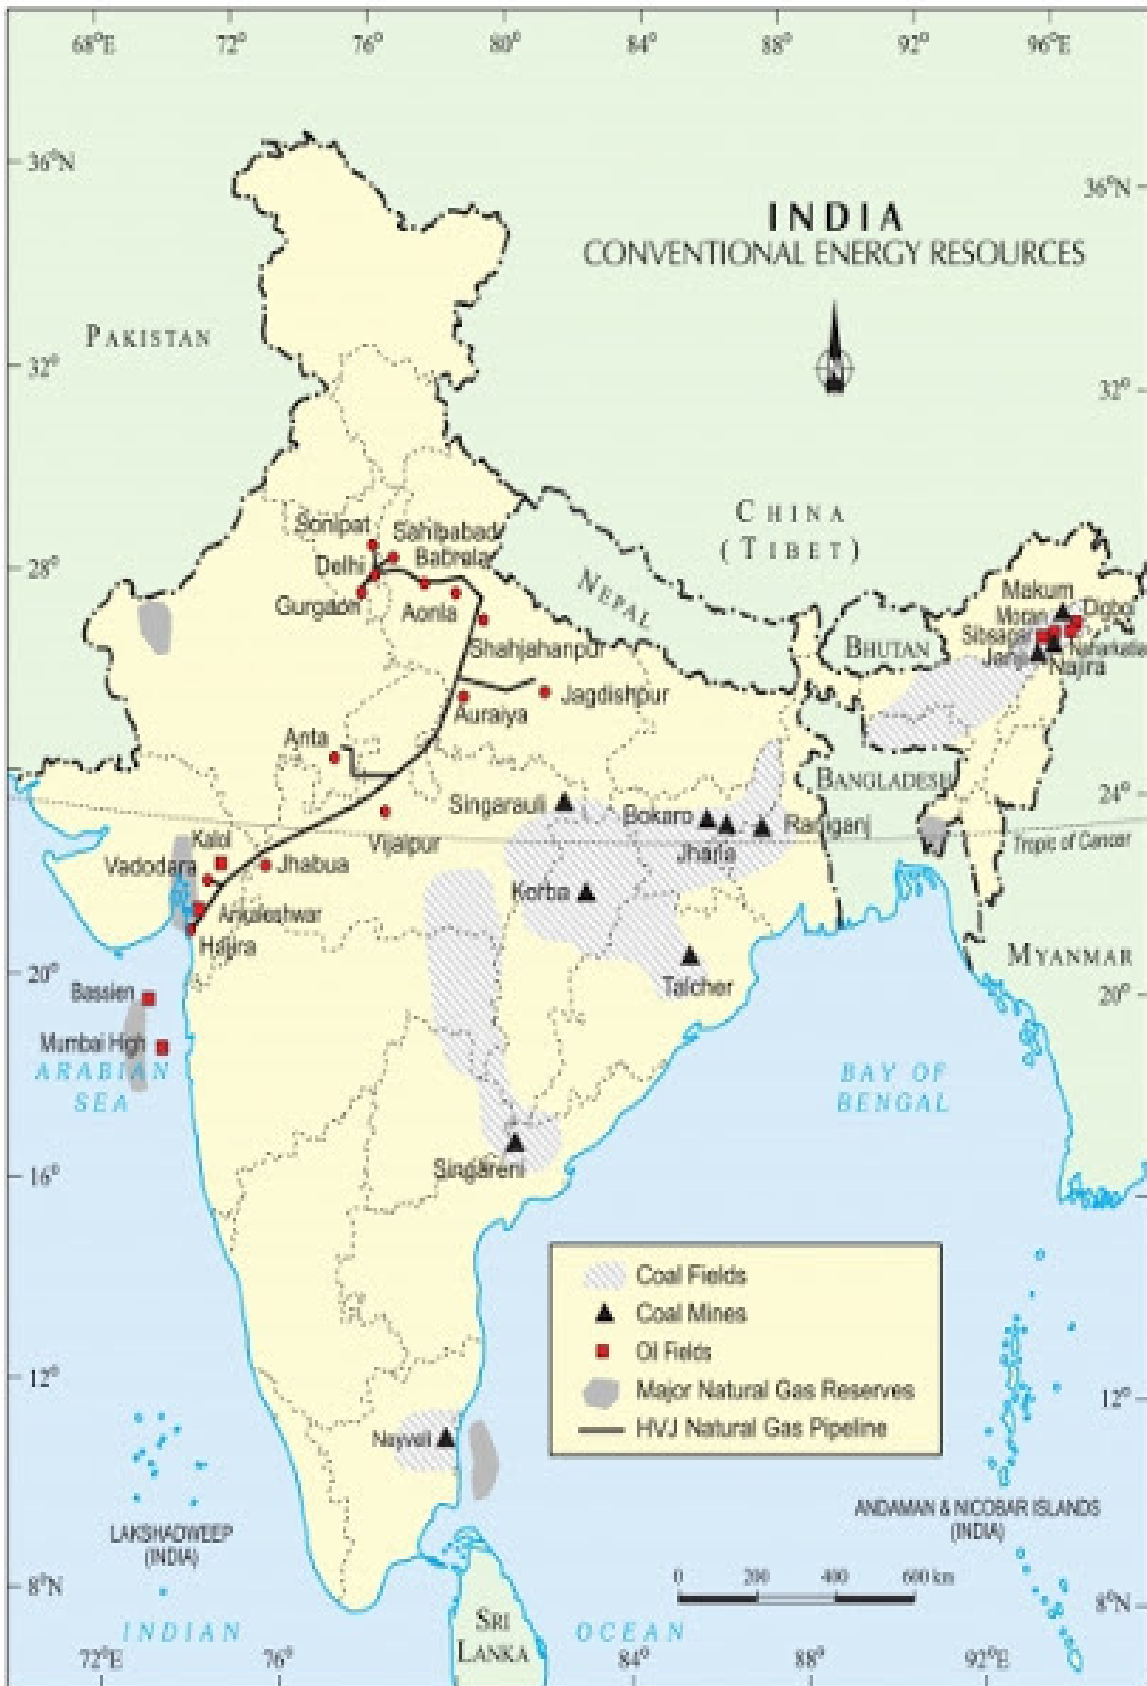 68°E 72° 76° 80° 84° 88° 92° 96°E
36°N
36°N
INDIA
CONVENTIONAL ENERGY RESOURCES
PAKISTAN
32°
32°
CHINA
(TIBET)
Sonipat
Sahibabad
Delhi
Babrala
28°
Gurgaon
Aonla
NEPAL
Makum
Digboi
Moran
Sibsagar
Naharkatia
Janji
Najira
BHUTAN
Shahjahanpur
Jagdishpur
Auraiya
Anta
BANGLADESH
24°
Singarauli
Bokaro
Raniganj
Vijaipur
Jharia
Tropic of Cancer
Kalol
Vadodara
Jhabua
Korba
Ankaleshwar
Hajira
MYANMAR
20°
20°
Talcher
Bassien
Mumbai High
ARABIAN
SEA
BAY OF
BENGAL
16°
Singareni
Coal Fields
Coal Mines
Oil Fields
Major Natural Gas Reserves
HVJ Natural Gas Pipeline
12°
12°
Neyveli
LAKSHADWEEP
(INDIA)
ANDAMAN & NICOBAR ISLANDS
(INDIA)
8°N
0 200 400 600 km
8°N
INDIAN
OCEAN
SRI
LANKA
72°E 76° 84° 88° 92°E